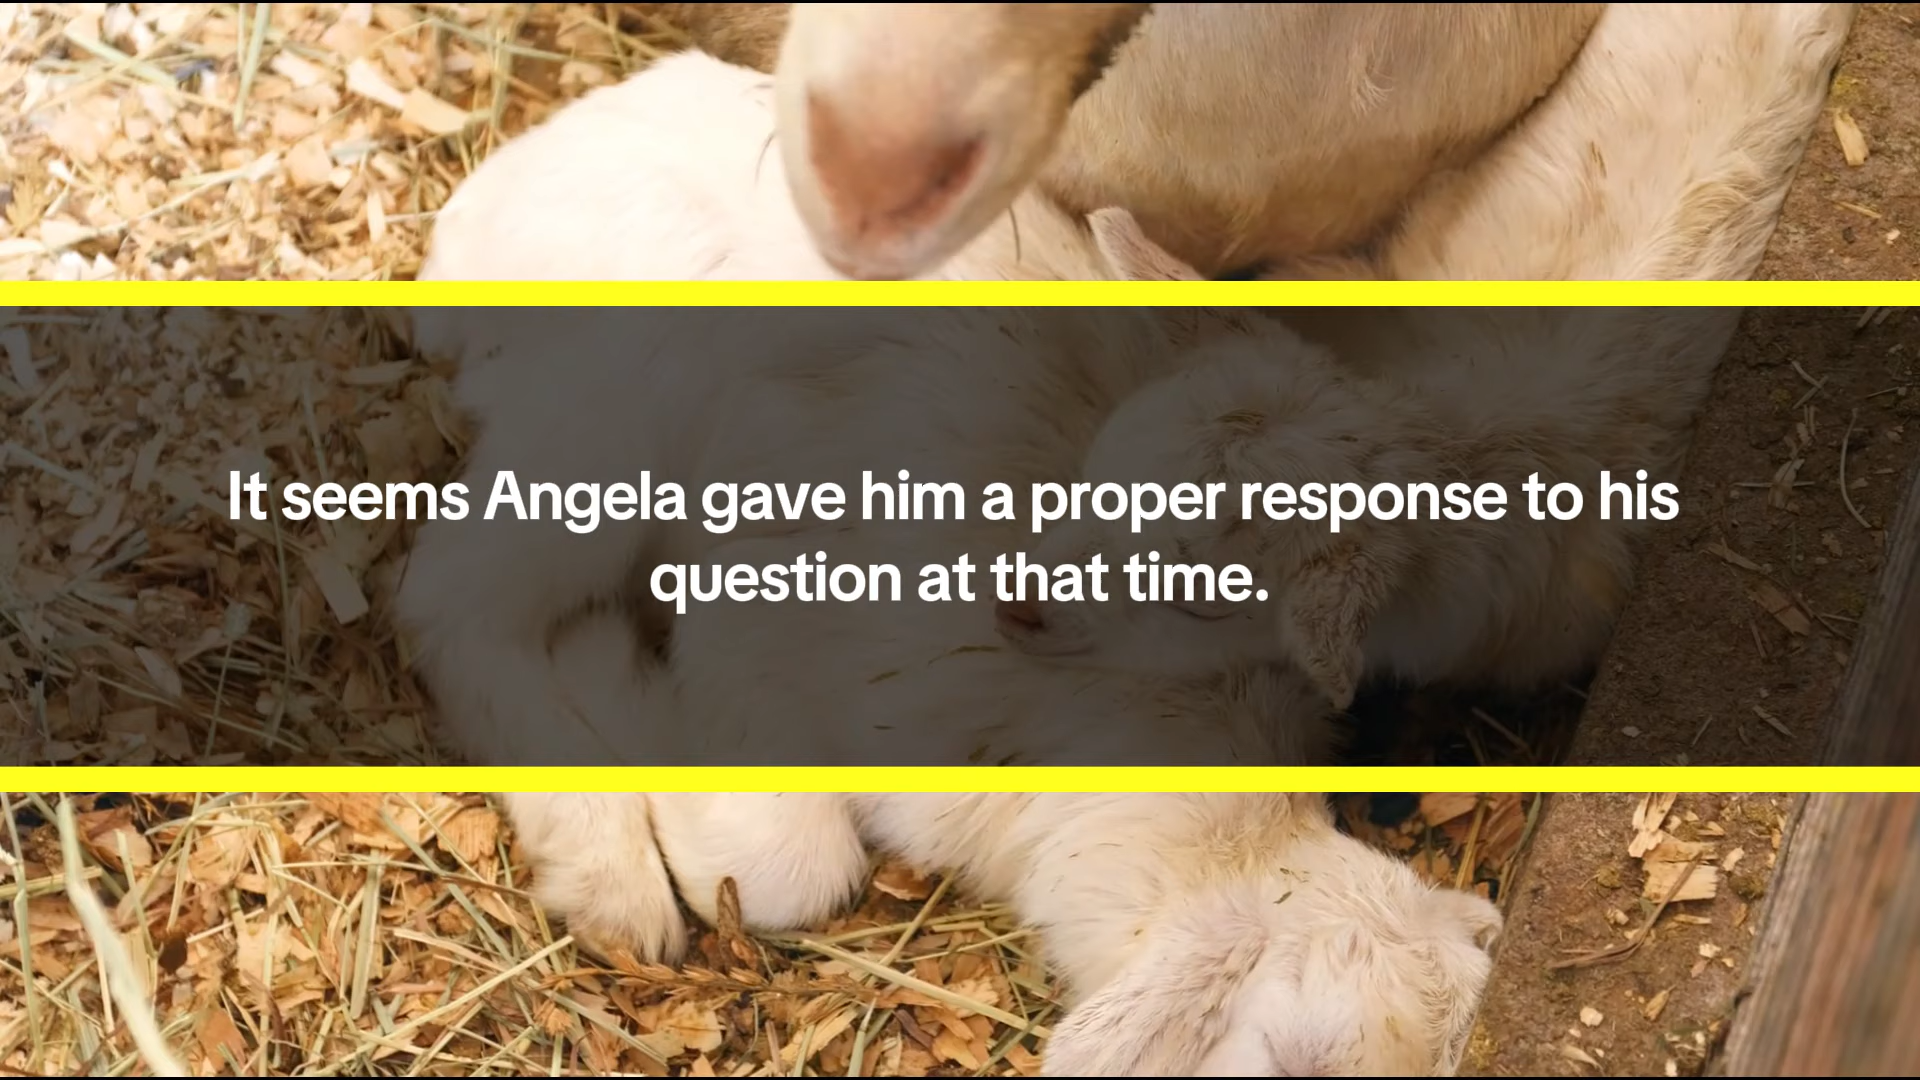 It seems Angela gave him a proper response to his
question at that time.